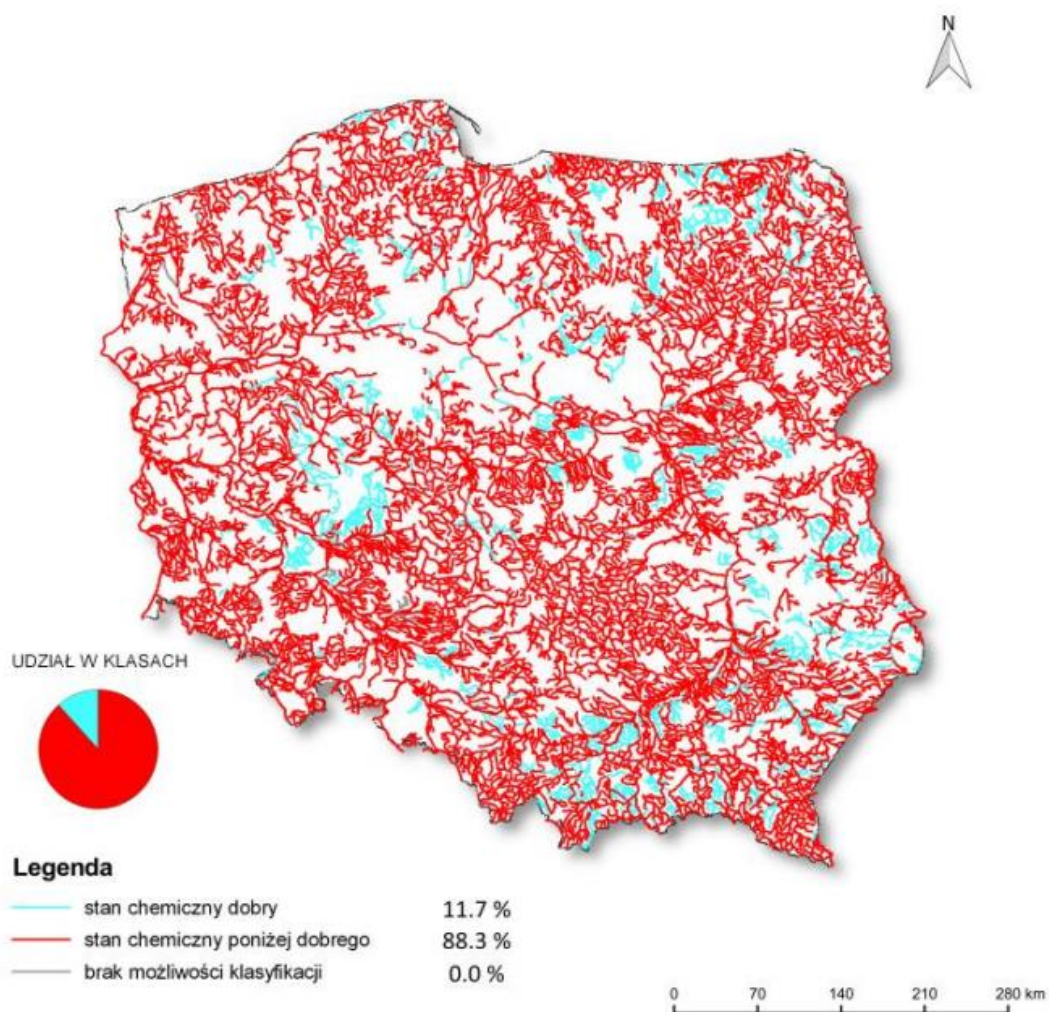 N
UDZIAŁ W KLASACH
Legenda
stan chemiczny dobry 11.7 %
stan chemiczny poniżej dobrego 88.3 %
brak możliwości klasyfikacji 0.0 %
0 70 140 210 280 km